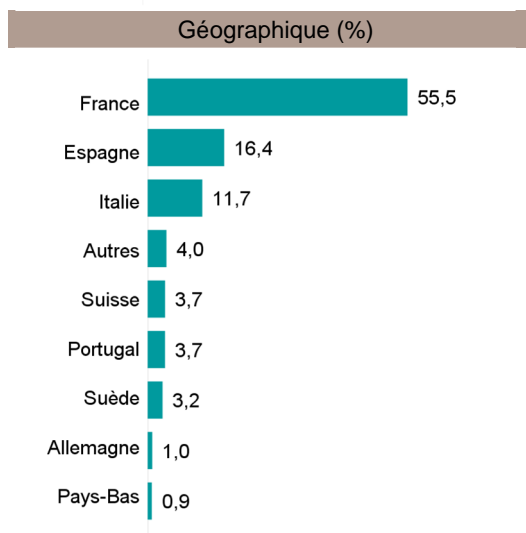 Géographique (%)
France 55,5
Espagne 16,4
Italie 11,7
Autres 4,0
Suisse 3,7
Portugal 3,7
Suède 3,2
Allemagne 1,0
Pays-Bas 0,9